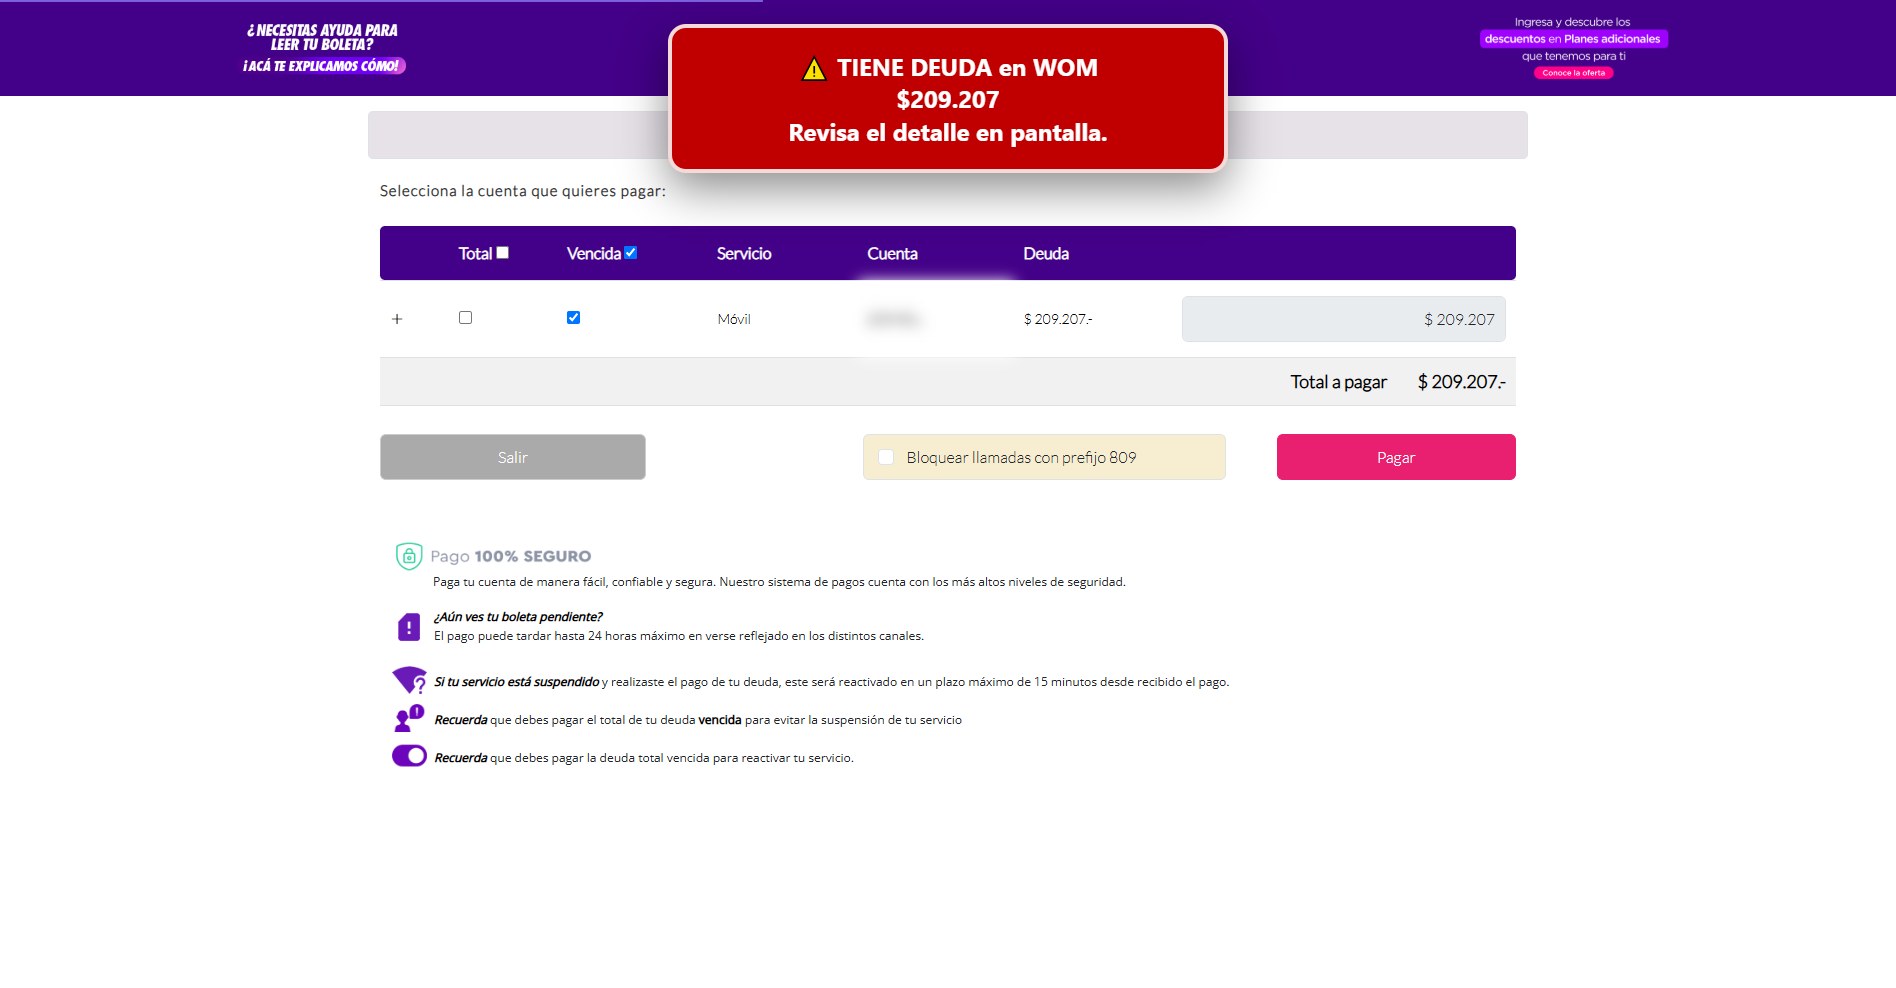 ¿NECESITAS AYUDA PARA
LEER TU BOLETA?
¡ACÁ TE EXPLICAMOS CÓMO!
Ingresa y descubre los
descuentos en Planes adicionales
que tenemos para ti
Conoce la oferta
⚠ TIENE DEUDA en WOM
$209.207
Revisa el detalle en pantalla.
Selecciona la cuenta que quieres pagar:
Total Vencida Servicio Cuenta Deuda
+ Móvil $ 209.207.- $ 209.207
Total a pagar $ 209.207.-
Salir Bloquear llamadas con prefijo 809 Pagar
Pago 100% SEGURO
Paga tu cuenta de manera fácil, confiable y segura. Nuestro sistema de pagos cuenta con los más altos niveles de seguridad.
¿Aún ves tu boleta pendiente?
El pago puede tardar hasta 24 horas máximo en verse reflejado en los distintos canales.
Si tu servicio está suspendido y realizaste el pago de tu deuda, este será reactivado en un plazo máximo de 15 minutos desde recibido el pago.
Recuerda que debes pagar el total de tu deuda vencida para evitar la suspensión de tu servicio
Recuerda que debes pagar la deuda total vencida para reactivar tu servicio.